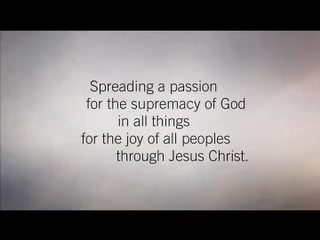 Spreading a passion
for the supremacy of God
in all things
for the joy of all peoples
through Jesus Christ.